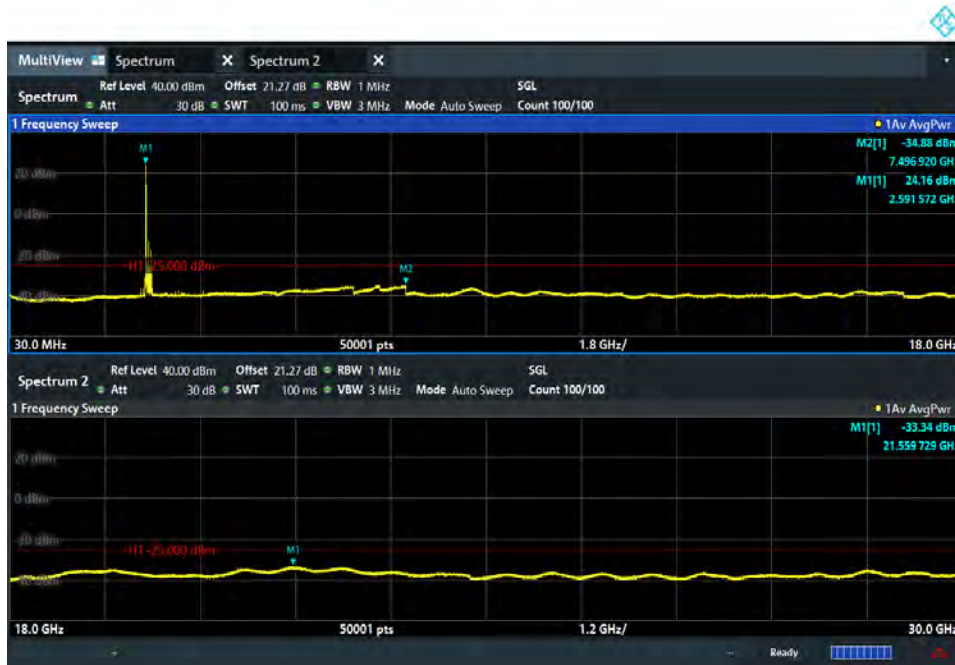 MultiView Spectrum X Spectrum 2 X
Ref Level 40.00 dBm Offset 21.27 dB RBW 1 MHz SGL
Spectrum Att 30 dB SWT 100 ms VBW 3 MHz Mode Auto Sweep Count 100/100
1 Frequency Sweep 1Av AvgPwr
M1 M2[1] -34.88 dBm
20 dBm 7.496 920 GH
M1[1] 24.16 dBm
0 dBm 2.591 572 GH
-20 dBm
H1 -25.000 dBm M2
-40 dBm
30.0 MHz 50001 pts 1.8 GHz/ 18.0 GHz
Ref Level 40.00 dBm Offset 21.27 dB RBW 1 MHz SGL
Spectrum 2 Att 30 dB SWT 100 ms VBW 3 MHz Mode Auto Sweep Count 100/100
1 Frequency Sweep 1Av AvgPwr
M1[1] -33.34 dBm
20 dBm 21.559 729 GH
0 dBm
-20 dBm
H1 -25.000 dBm M1
-40 dBm
18.0 GHz 50001 pts 1.2 GHz/ 30.0 GHz
Ready